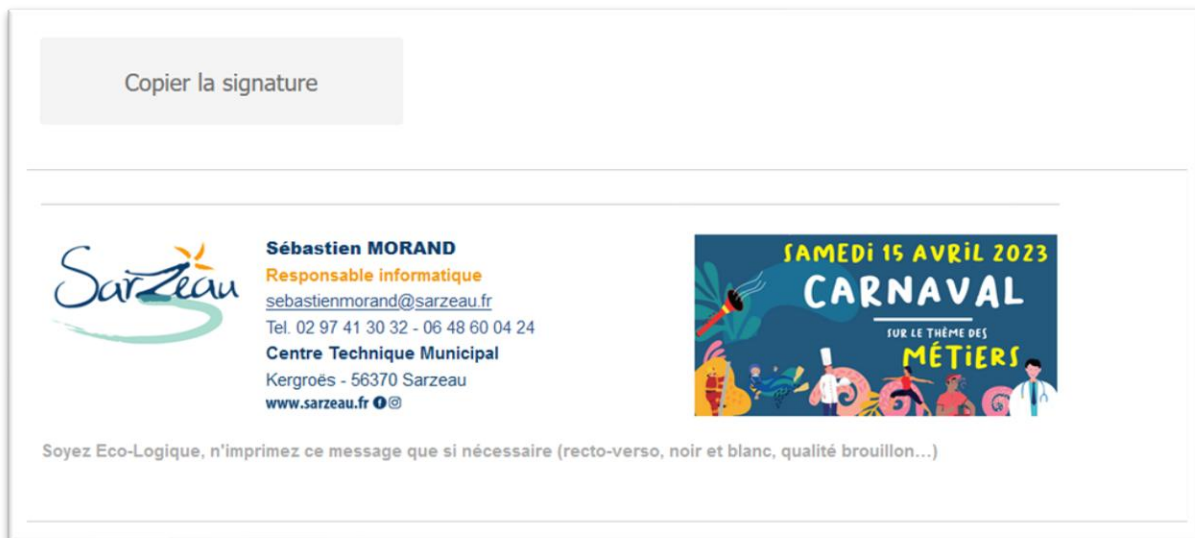 Copier la signature
Sarzeau
Sébastien MORAND
Responsable informatique
sebastienmorand@sarzeau.fr
Tel. 02 97 41 30 32 - 06 48 60 04 24
Centre Technique Municipal
Kergroës - 56370 Sarzeau
www.sarzeau.fr
SAMEDI 15 AVRIL 2023
CARNAVAL
SUR LE THÈME DES
MÉTIERS
Soyez Eco-Logique, n'imprimez ce message que si nécessaire (recto-verso, noir et blanc, qualité brouillon…)